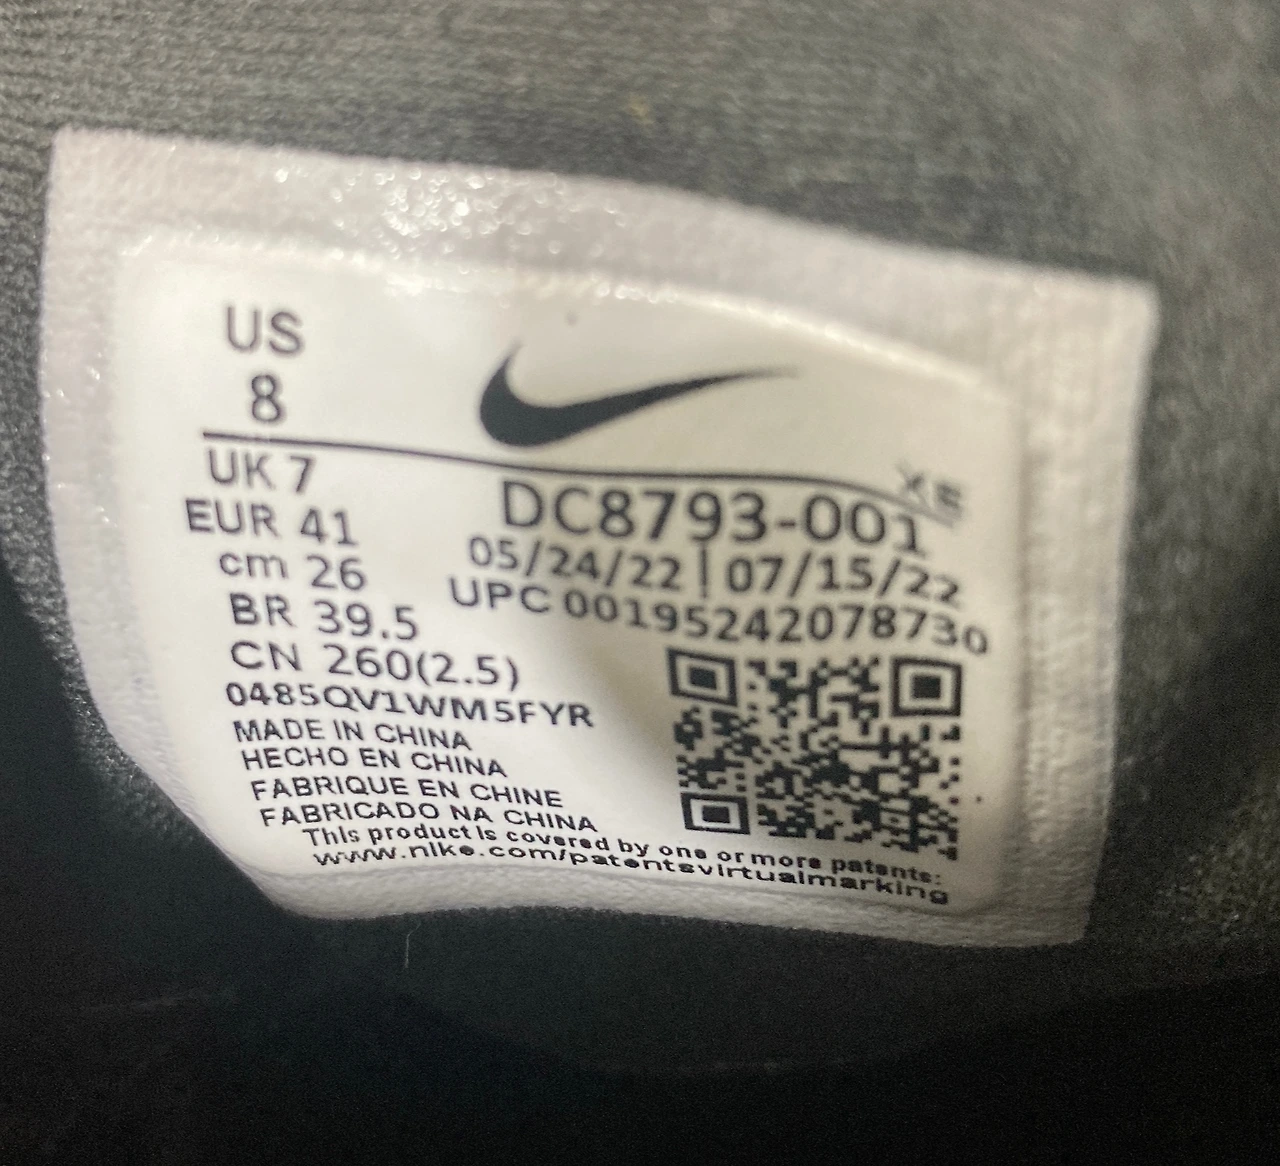 US
8
UK 7
EUR 41
cm 26
BR 39.5
CN 260(2.5)
0485QV1WM5FYR
MADE IN CHINA
HECHO EN CHINA
FABRIQUE EN CHINE
FABRICADO NA CHINA
XE
DC8793-001
05/24/22 | 07/15/22
UPC 00195242078730
This product is covered by one or more patents:
www.nike.com/patentsvirtualmarking